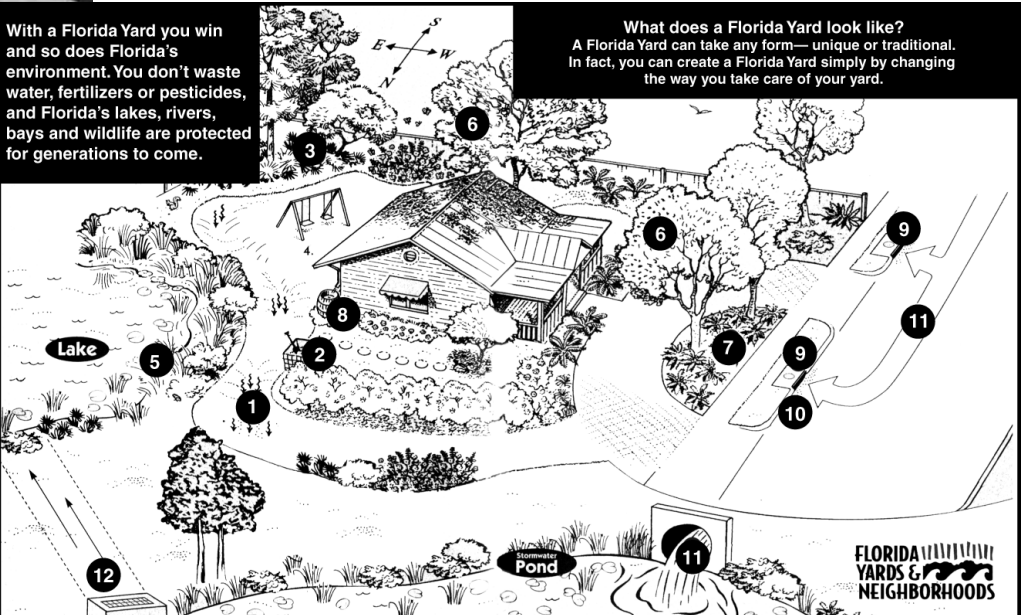 With a Florida Yard you win
and so does Florida's
environment. You don't waste
water, fertilizers or pesticides,
and Florida's lakes, rivers,
bays and wildlife are protected
for generations to come.
S
E
W
N
What does a Florida Yard look like?
A Florida Yard can take any form— unique or traditional.
In fact, you can create a Florida Yard simply by changing
the way you take care of your yard.
6
3
6
9
8
11
Lake
5
2
7
9
1
10
12
Stormwater
Pond
11
FLORIDA
YARDS &
NEIGHBORHOODS